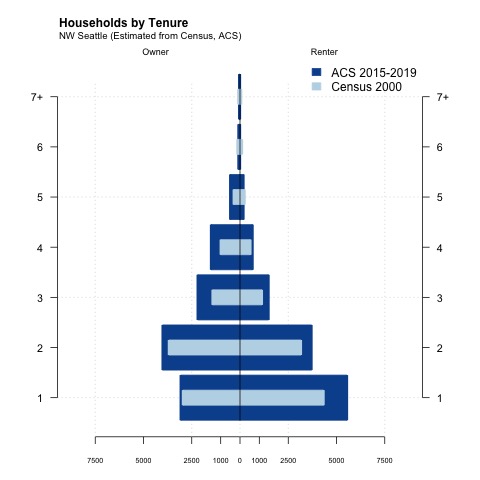 Households by Tenure
NW Seattle (Estimated from Census, ACS)
Owner Renter
ACS 2015-2019
Census 2000
7+ 7+
6 6
5 5
4 4
3 3
2 2
1 1
7500 5000 2500 1000 0 1000 2500 5000 7500